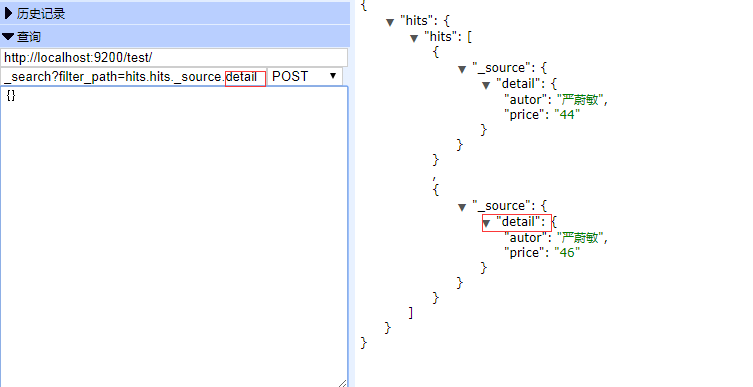 历史记录
查询
http://localhost:9200/test/
_search?filter_path=hits.hits._source.detail POST
{}
{
"hits": {
"hits": [
{
"_source": {
"detail": {
"autor": "严蔚敏",
"price": "44"
}
}
}
,
{
"_source": {
"detail": {
"autor": "严蔚敏",
"price": "46"
}
}
}
]
}
}